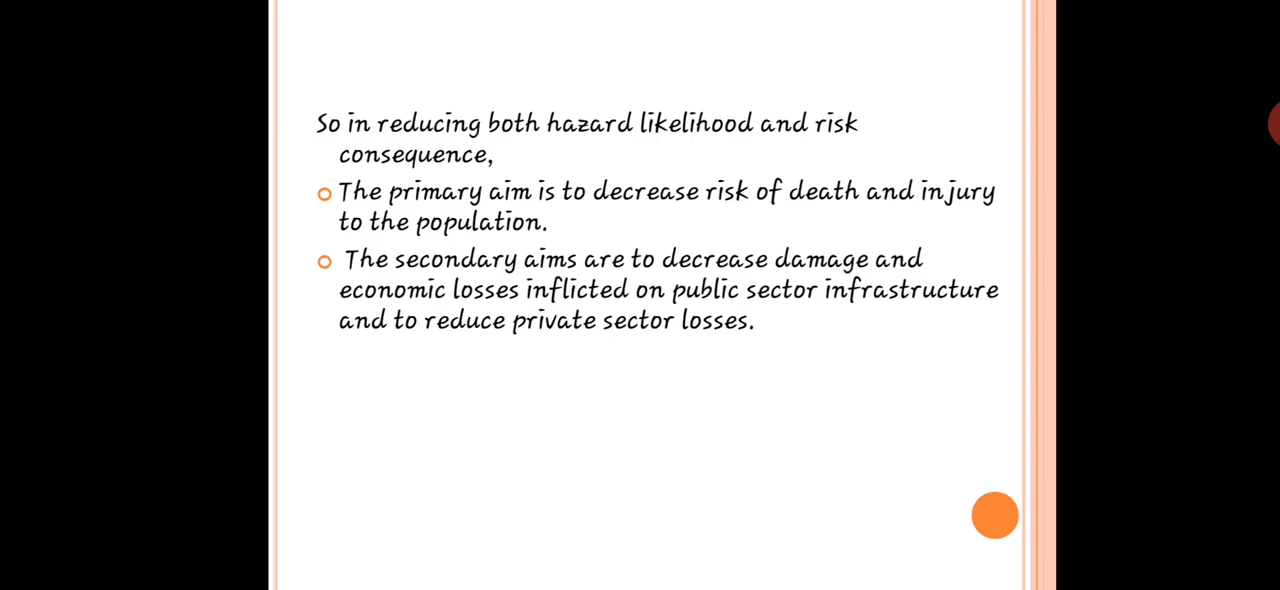 So in reducing both hazard likelihood and risk
consequence,
The primary aim is to decrease risk of death and injury
to the population.
The secondary aims are to decrease damage and
economic losses inflicted on public sector infrastructure
and to reduce private sector losses.